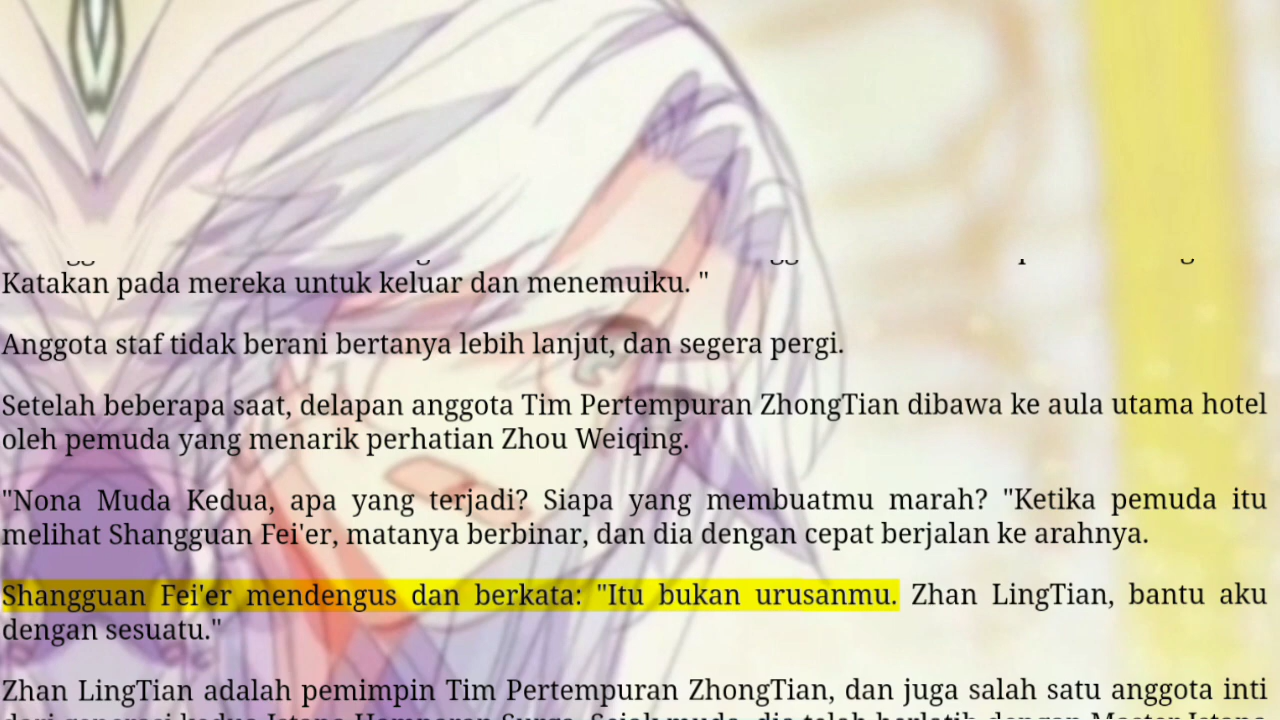 Katakan pada mereka untuk keluar dan menemuiku. "
Anggota staf tidak berani bertanya lebih lanjut, dan segera pergi.
Setelah beberapa saat, delapan anggota Tim Pertempuran ZhongTian dibawa ke aula utama hotel
oleh pemuda yang menarik perhatian Zhou Weiqing.
"Nona Muda Kedua, apa yang terjadi? Siapa yang membuatmu marah? "Ketika pemuda itu
melihat Shangguan Fei'er, matanya berbinar, dan dia dengan cepat berjalan ke arahnya.
Shangguan Fei'er mendengus dan berkata: "Itu bukan urusanmu. Zhan LingTian, bantu aku
dengan sesuatu."
Zhan LingTian adalah pemimpin Tim Pertempuran ZhongTian, dan juga salah satu anggota inti